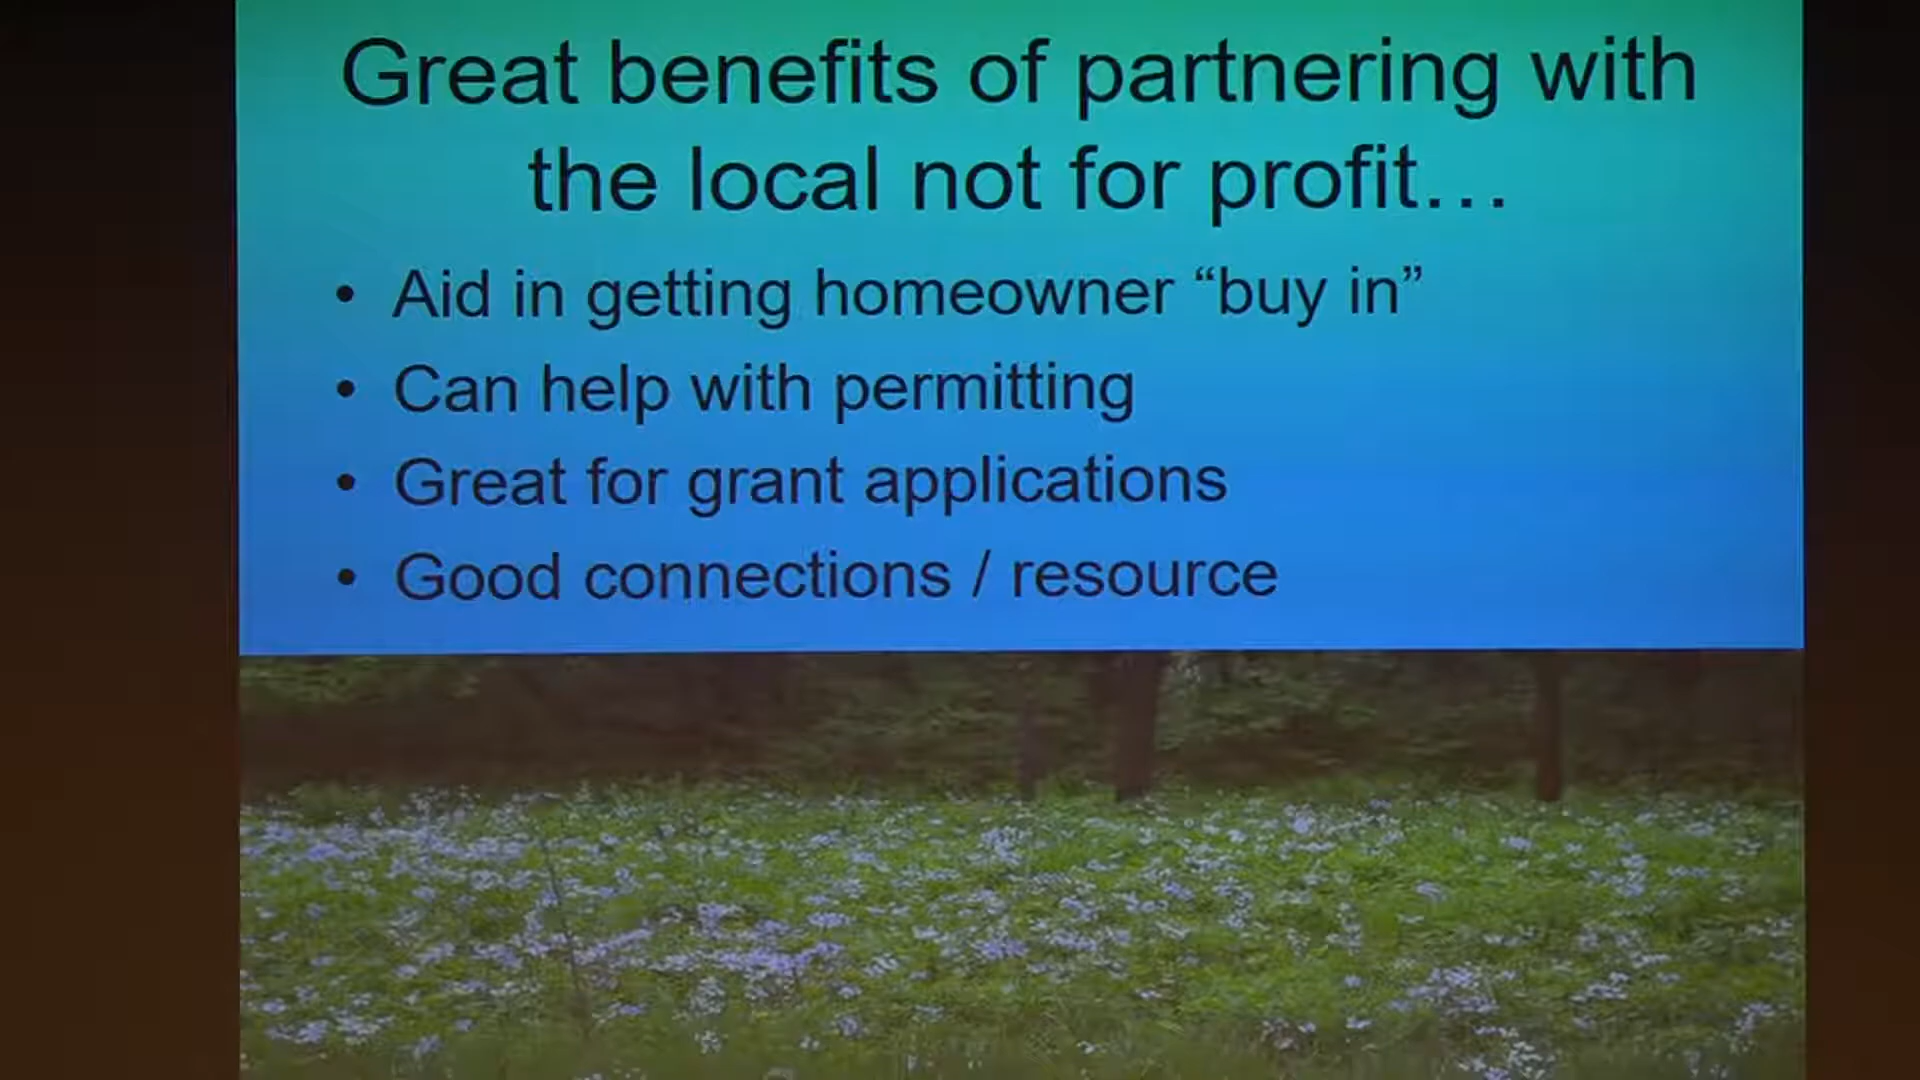 Great benefits of partnering with
the local not for profit…
• Aid in getting homeowner “buy in”
• Can help with permitting
• Great for grant applications
• Good connections / resource